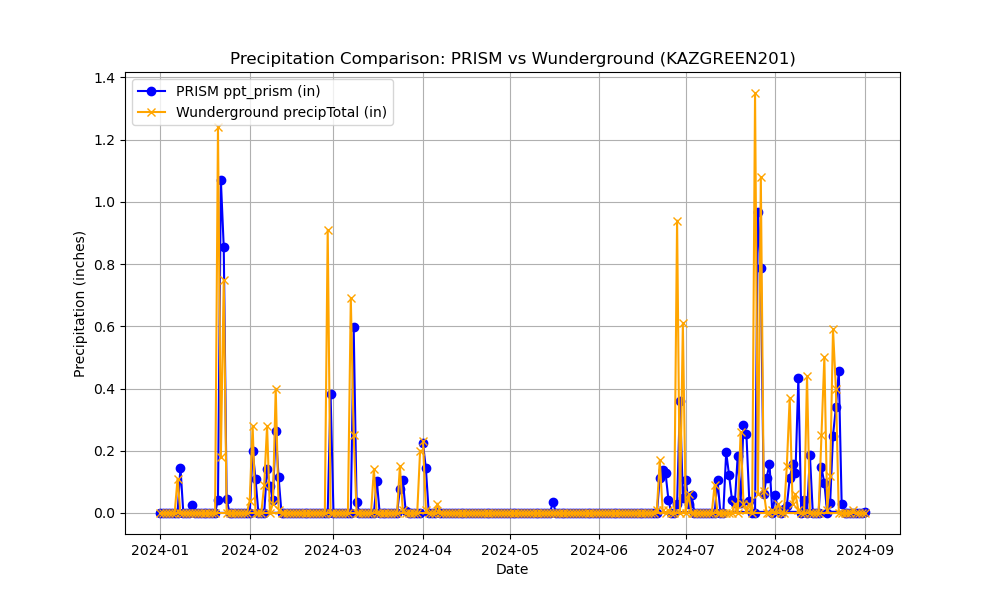 Precipitation Comparison: PRISM vs Wunderground (KAZGREEN201)
PRISM ppt_prism (in)
Wunderground precipTotal (in)
Precipitation (inches)
1.4
1.2
1.0
0.8
0.6
0.4
0.2
0.0
2024-01 2024-02 2024-03 2024-04 2024-05 2024-06 2024-07 2024-08 2024-09
Date